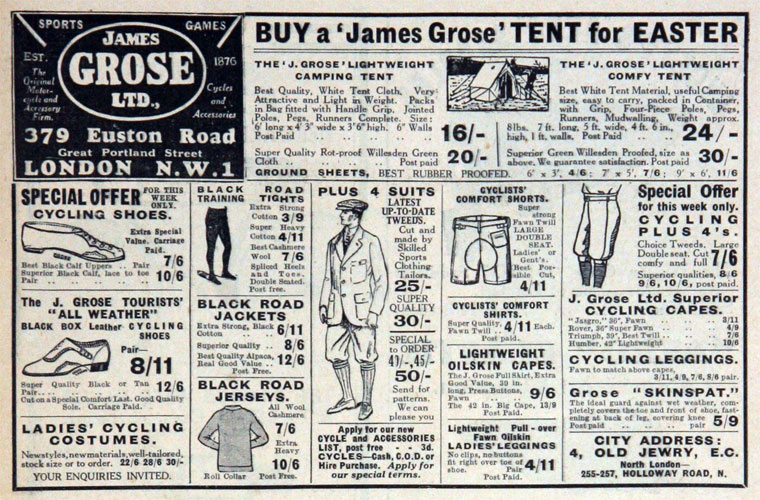 SPORTS GAMES
JAMES
GROSE
LTD.,
EST. 1876
The
Original
Motor-
cycle and
Accessory
Firm.
Cycles
and
Accessories
379 Euston Road
Great Portland Street
LONDON N.W.1
BUY a 'James Grose' TENT for EASTER
THE 'J. GROSE' LIGHTWEIGHT
CAMPING TENT
Best Quality, White Tent Cloth, Very
Attractive and Light in Weight. Packs
in Bag fitted with Handle Grip, Jointed
Poles, Pegs, Runners Complete. Size:
6' long x 4' 3" wide x 3' 6" high. 6" Walls
Post Paid 16/-
Super Quality Rot-proof Willesden Green
Cloth .. .. .. Post paid 20/-
THE 'J. GROSE' LIGHTWEIGHT
COMFY TENT
Best White Tent Material, useful Camping
size, easy to carry, packed in Container,
with Grip, Four-Piece Poles, Pegs,
Runners, Mudwalling, Weight approx.
8lbs. 7 ft. long, 5 ft. wide, 4 ft. 6 in.,
high, 1 ft. walls. Post Paid 24/-
Superior Green Willesden Proofed, size as
above. We guarantee satisfaction. Post paid 30/-
GROUND SHEETS, BEST RUBBER PROOFED. 6' x 3', 4/6; 7' x 5', 7/6; 9' x 6', 11/6
SPECIAL OFFER FOR THIS WEEK ONLY.
CYCLING SHOES.
Extra Special
Value. Carriage
Paid.
Best Black Calf Uppers .. Pair 7/6
Superior Black Calf, lace to toe
Pair .. .. .. 10/6
The J. GROSE TOURISTS'
"ALL WEATHER"
BLACK BOX Leather CYCLING
SHOES
Pair—
8/11
Super Quality Black or Tan
Pair.. .. .. .. 12/6
Cut on a Special Comfort Last. Good Quality
Sole. Carriage Paid.
LADIES' CYCLING
COSTUMES.
New styles, new materials, well-tailored,
stock size or to order. 22/6 28/6 30/-
YOUR ENQUIRIES INVITED.
BLACK ROAD
TRAINING TIGHTS
Extra Strong
Cotton 3/9
Super Heavy
Cotton 4/11
Best Cashmere
Wool 7/6
Spliced Heels
and Toes.
Double Seated.
Post free.
BLACK ROAD
JACKETS
Extra Strong, Black
Cotton .. 6/11
Superior Quality .. 8/6
Best Quality Alpaca,
Real Good Value .. 12/6
Post Free.
BLACK ROAD
JERSEYS.
All Wool
Cashmere
7/6
Extra
Heavy
10/6
Roll Collar Post Free.
PLUS 4 SUITS
LATEST
UP-TO-DATE
TWEEDS.
Cut and
made by
Skilled
Sports
Clothing
Tailors.
25/-
SUPER
QUALITY
30/-
SPECIAL
to ORDER
41/-, 45/-
50/-
Send for
patterns.
We can
please you
Apply for our new
CYCLE and ACCESSORIES
LIST, post free .. 3d.
CYCLES—Cash, C.O.D. or
Hire Purchase. Apply for
our special terms.
CYCLISTS'
COMFORT SHORTS.
Super
strong
Fawn Twill
LARGE
DOUBLE
SEAT.
Ladies' or
Gent's.
Best Pos-
sible Cut,
4/11
CYCLISTS' COMFORT
SHIRTS.
Super Quality,
Fawn Twill .. 4/11 Each.
Post paid.
LIGHTWEIGHT
OILSKIN CAPES.
The J. Grose Full Skirt, Extra
Good Value, 39 in.
long, Press Buttons,
Grey .. .. 9/6
The 42 in. Big Cape, 13/9
Post Paid.
Lightweight Pull-over
Fawn Oilskin
LADIES' LEGGINGS
No clips, no buttons
fit right over toe of
shoe. Pair 4/11
Post
Paid.
Special Offer
for this week only.
CYCLING
PLUS 4's.
Choice Tweeds. Large
Double seat. Cut
comfy and full 7/6
Superior qualities, 8/6
9/6, 10/6, post paid.
J. Grose Ltd. Superior
CYCLING CAPES.
"Jasgro," 36", Fawn.. .. .. 3/11
Rover, 36" Super Fawn .. .. 4/9
Triumph, 39", Best Twill .. .. 7/6
Humber, 42" Lightweight .. 10/6
CYCLING LEGGINGS.
Fawn to match above capes,
3/11, 4/9, 7/6, 8/6 pair.
Grose "SKINSPAT."
The ideal guard against wet weather, com-
pletely covers the toe and front of shoe, fast-
ening at back of leg, covering knee
Post paid .. .. .. pair 5/9
CITY ADDRESS:
4, OLD JEWRY, E.C.
North London—
255-257, HOLLOWAY ROAD, N.